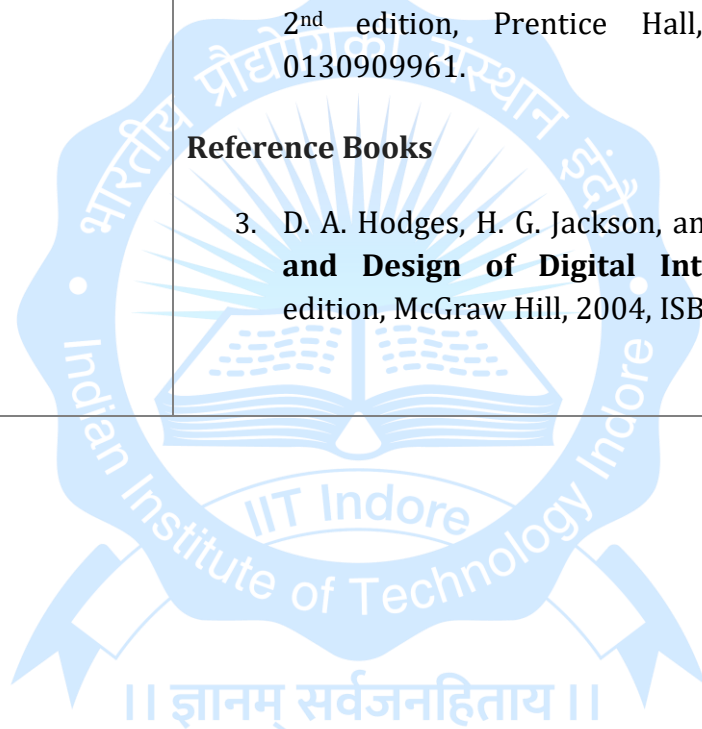 2nd edition, Prentice Hall,
0130909961.
Reference Books
3. D. A. Hodges, H. G. Jackson, an
and Design of Digital Int
edition, McGraw Hill, 2004, ISB
भारतीय प्रौद्योगिकी संस्थान इंदौर
Indian Institute of Technology Indore
IIT Indore
।। ज्ञानम् सर्वजनहिताय ।।